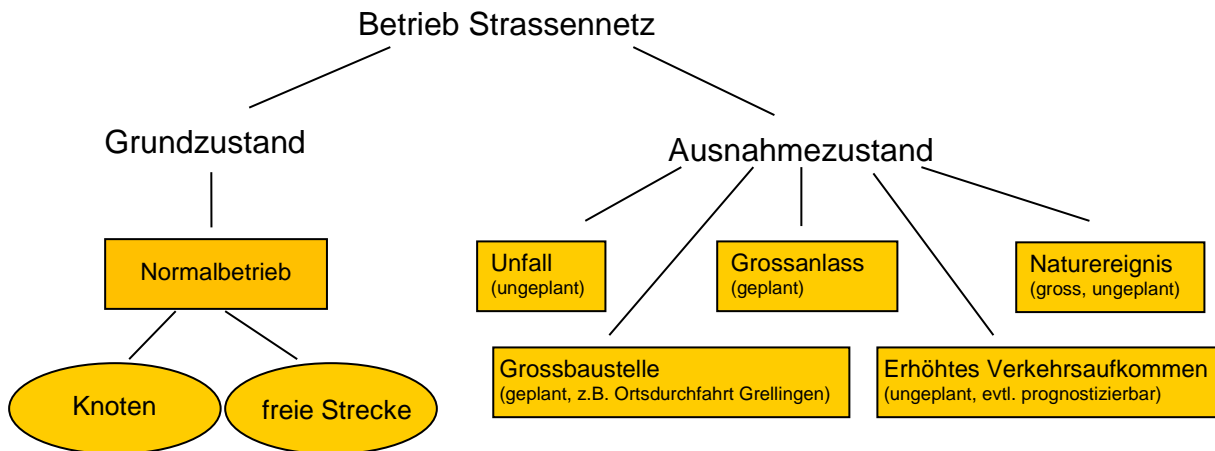 Betrieb Strassennetz
Grundzustand
Ausnahmezustand
Normalbetrieb
Unfall
(ungeplant)
Grossanlass
(geplant)
Naturereignis
(gross, ungeplant)
Knoten
freie Strecke
Grossbaustelle
(geplant, z.B. Ortsdurchfahrt Grellingen)
Erhöhtes Verkehrsaufkommen
(ungeplant, evtl. prognostizierbar)